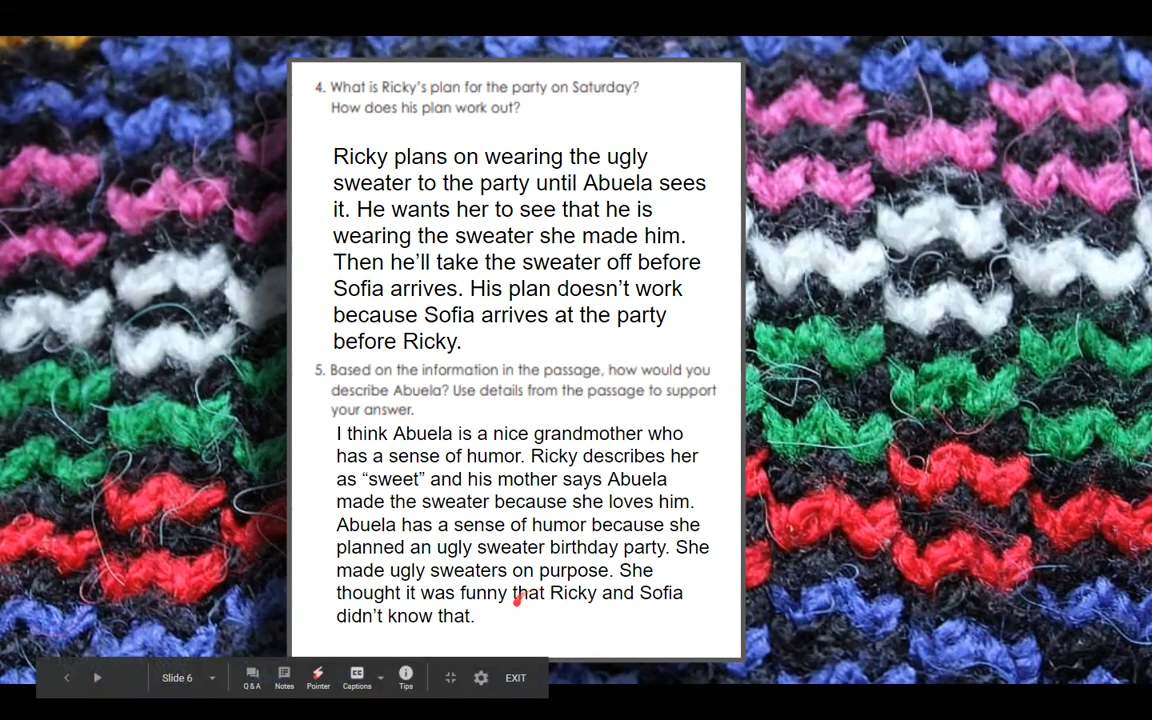 4. What is Ricky's plan for the party on Saturday?
How does his plan work out?
Ricky plans on wearing the ugly
sweater to the party until Abuela sees
it. He wants her to see that he is
wearing the sweater she made him.
Then he'll take the sweater off before
Sofia arrives. His plan doesn't work
because Sofia arrives at the party
before Ricky.
5. Based on the information in the passage, how would you
describe Abuela? Use details from the passage to support
your answer.
I think Abuela is a nice grandmother who
has a sense of humor. Ricky describes her
as “sweet” and his mother says Abuela
made the sweater because she loves him.
Abuela has a sense of humor because she
planned an ugly sweater birthday party. She
made ugly sweaters on purpose. She
thought it was funny that Ricky and Sofia
didn't know that.
Slide 6 Q&A Notes Pointer CC Captions Tips EXIT